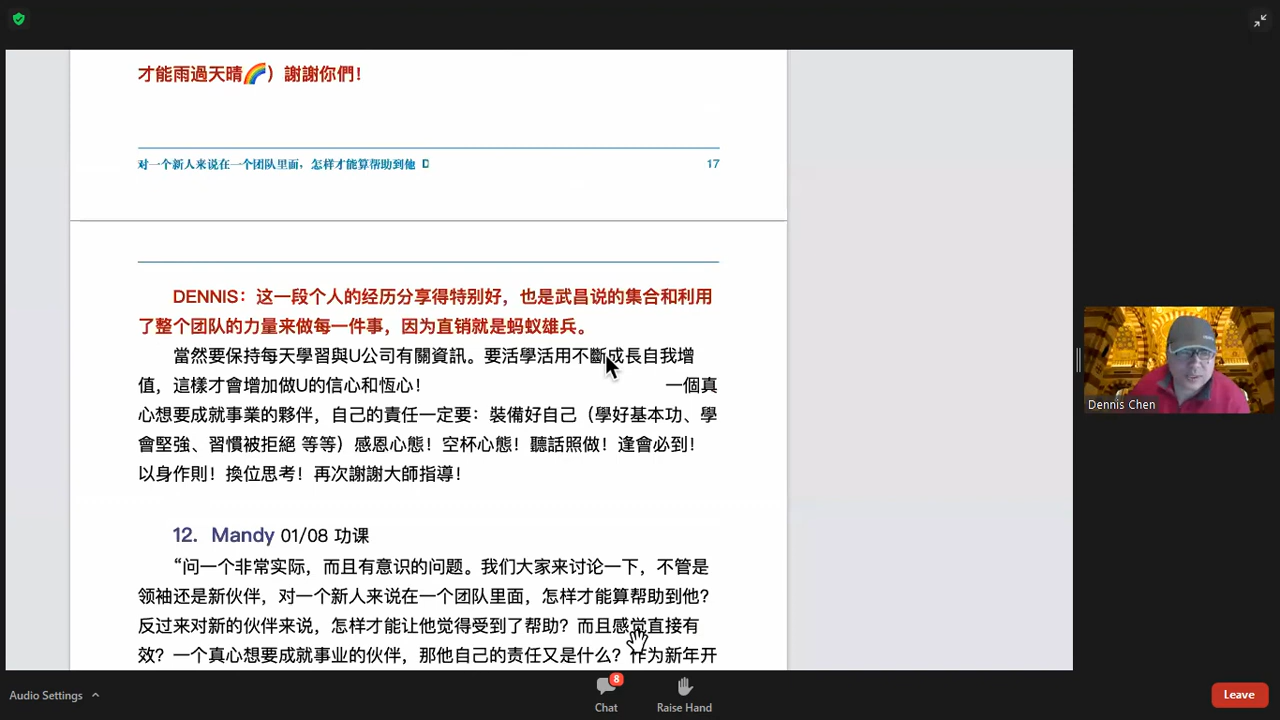 才能雨過天晴🌈）謝謝你們！
对一个新人来说在一个团队里面，怎样才能算帮助到他 D 17
DENNIS：这一段个人的经历分享得特别好，也是武昌说的集合和利用
了整个团队的力量来做每一件事，因为直销就是蚂蚁雄兵。
當然要保持每天學習與U公司有關資訊。要活學活用不斷成長自我增
值，這樣才會增加做U的信心和恆心！ 一個真
心想要成就事業的夥伴，自己的責任一定要：裝備好自己（學好基本功、學
會堅強、習慣被拒絕 等等）感恩心態！空杯心態！聽話照做！逢會必到！
以身作則！換位思考！再次謝謝大師指導！
12. Mandy 01/08 功课
“问一个非常实际，而且有意识的问题。我们大家来讨论一下，不管是
领袖还是新伙伴，对一个新人来说在一个团队里面，怎样才能算帮助到他？
反过来对新的伙伴来说，怎样才能让他觉得受到了帮助？而且感觉直接有
效？一个真心想要成就事业的伙伴，那他自己的责任又是什么？作为新年开
Dennis Chen
Audio Settings
8
Chat
Raise Hand
Leave